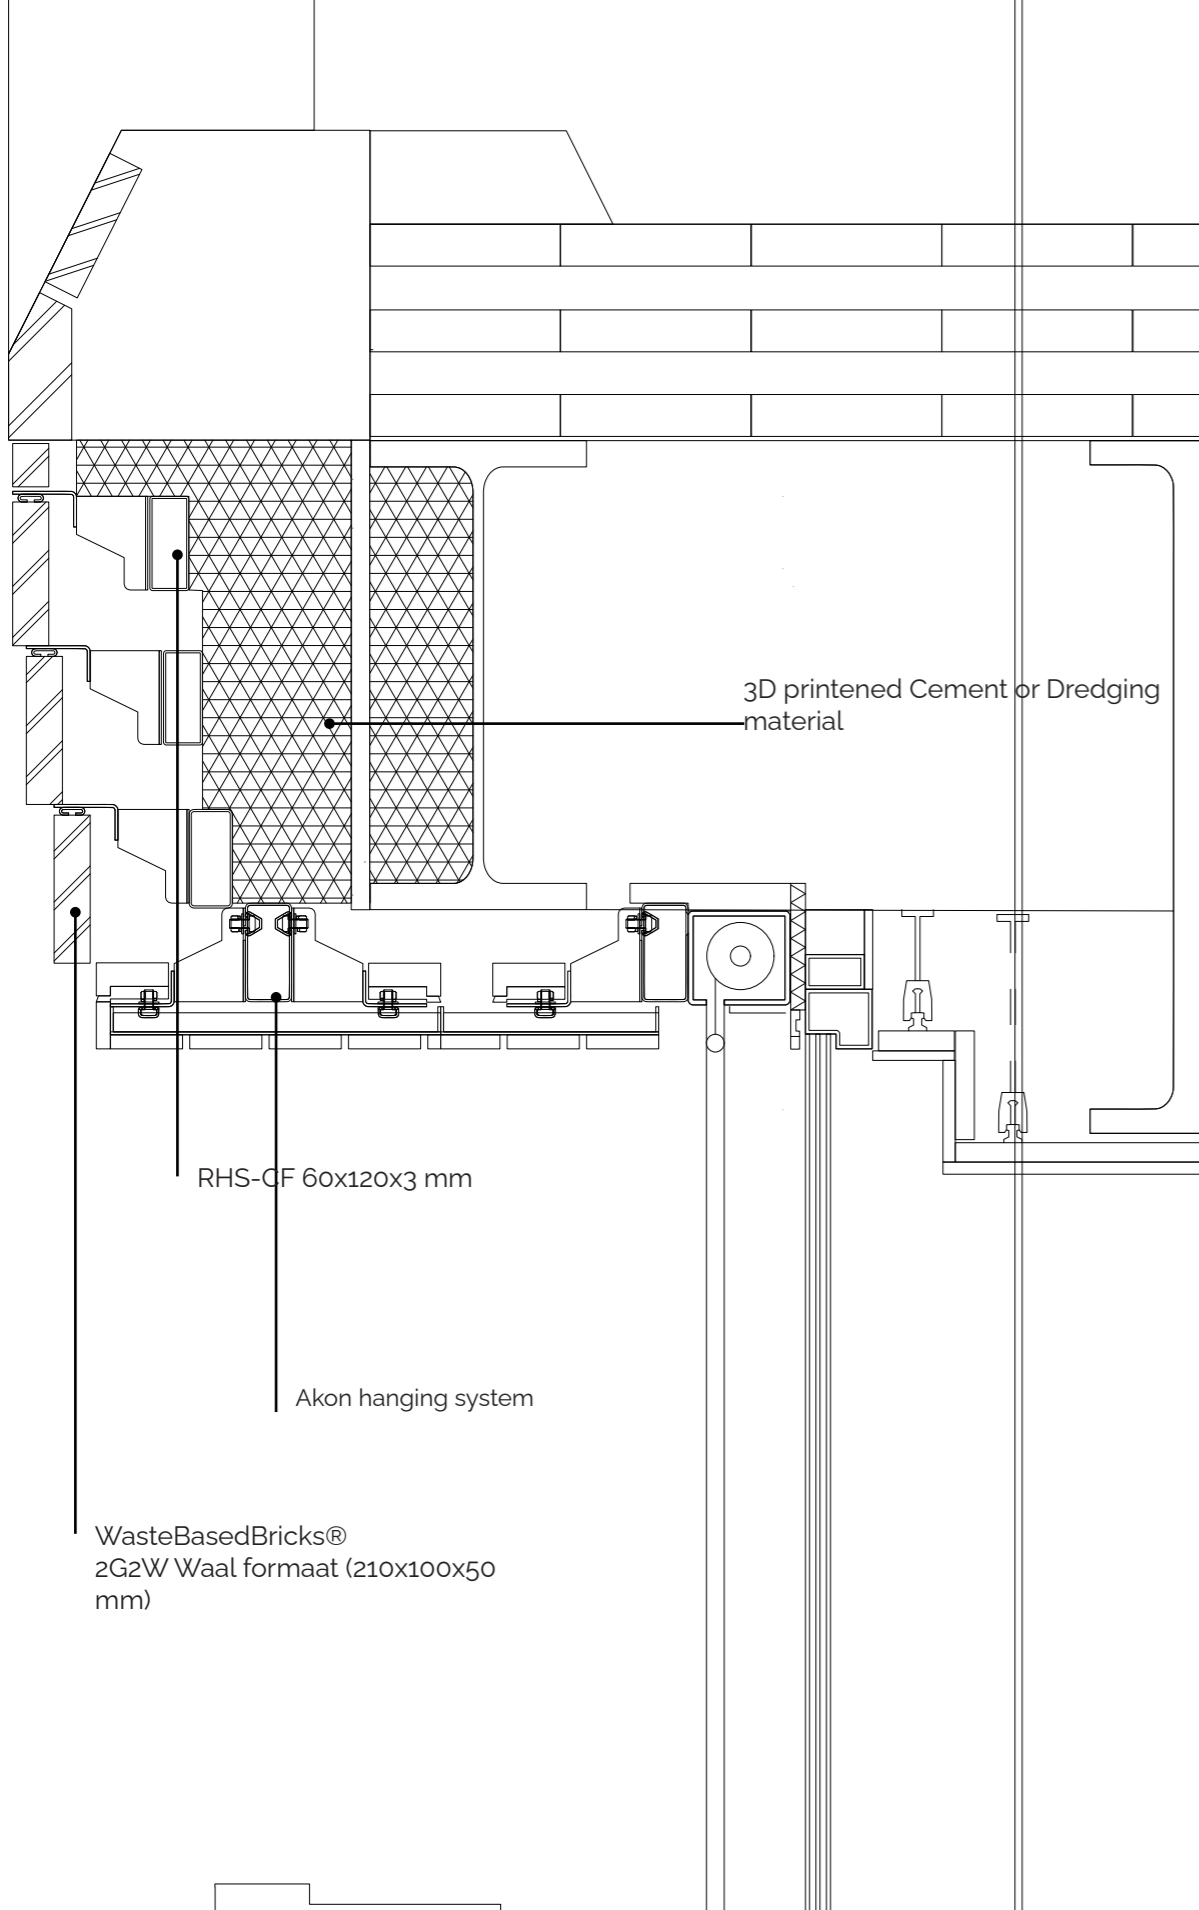 3D printened Cement or Dredging
material
RHS-CF 60x120x3 mm
Akon hanging system
WasteBasedBricks®
2G2W Waal formaat (210x100x50
mm)